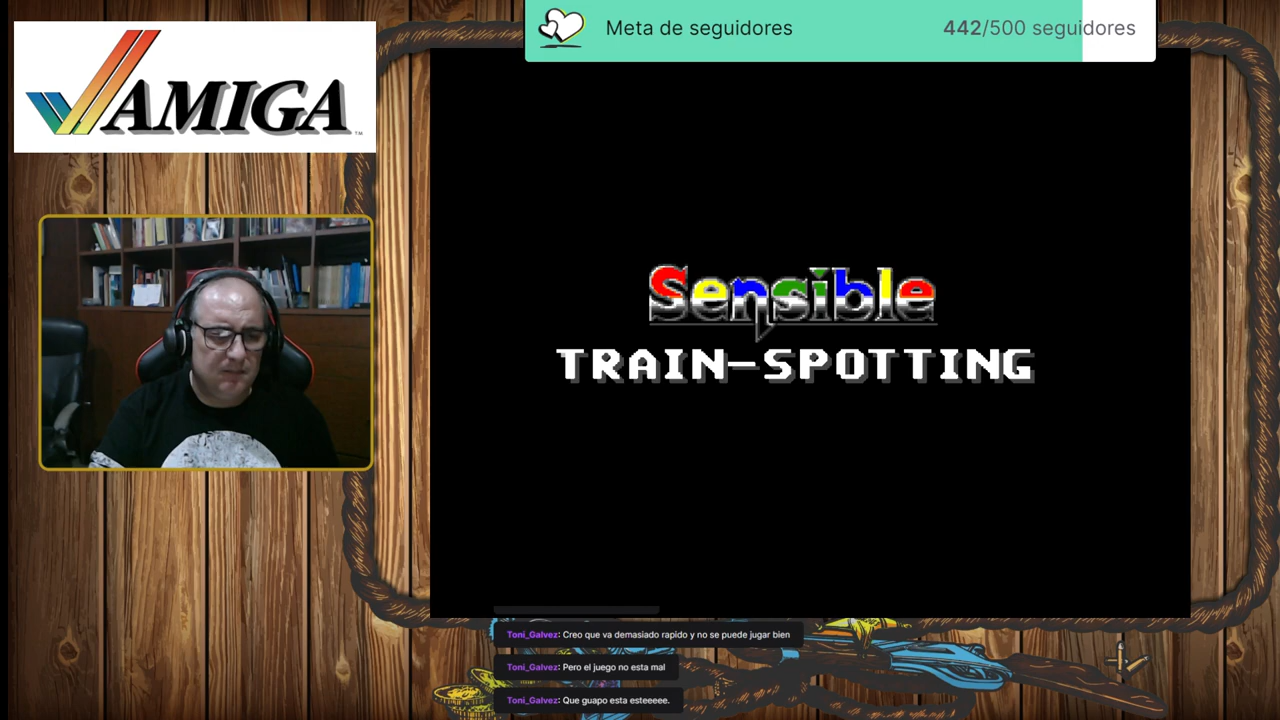 AMIGA TM
Meta de seguidores
442/500 seguidores
Sensible
TRAIN-SPOTTING
Toni_Galvez: Creo que va demasiado rapido y no se puede jugar bien
Toni_Galvez: Pero el juego no esta mal
Toni_Galvez: Que guapo esta esteeeee.